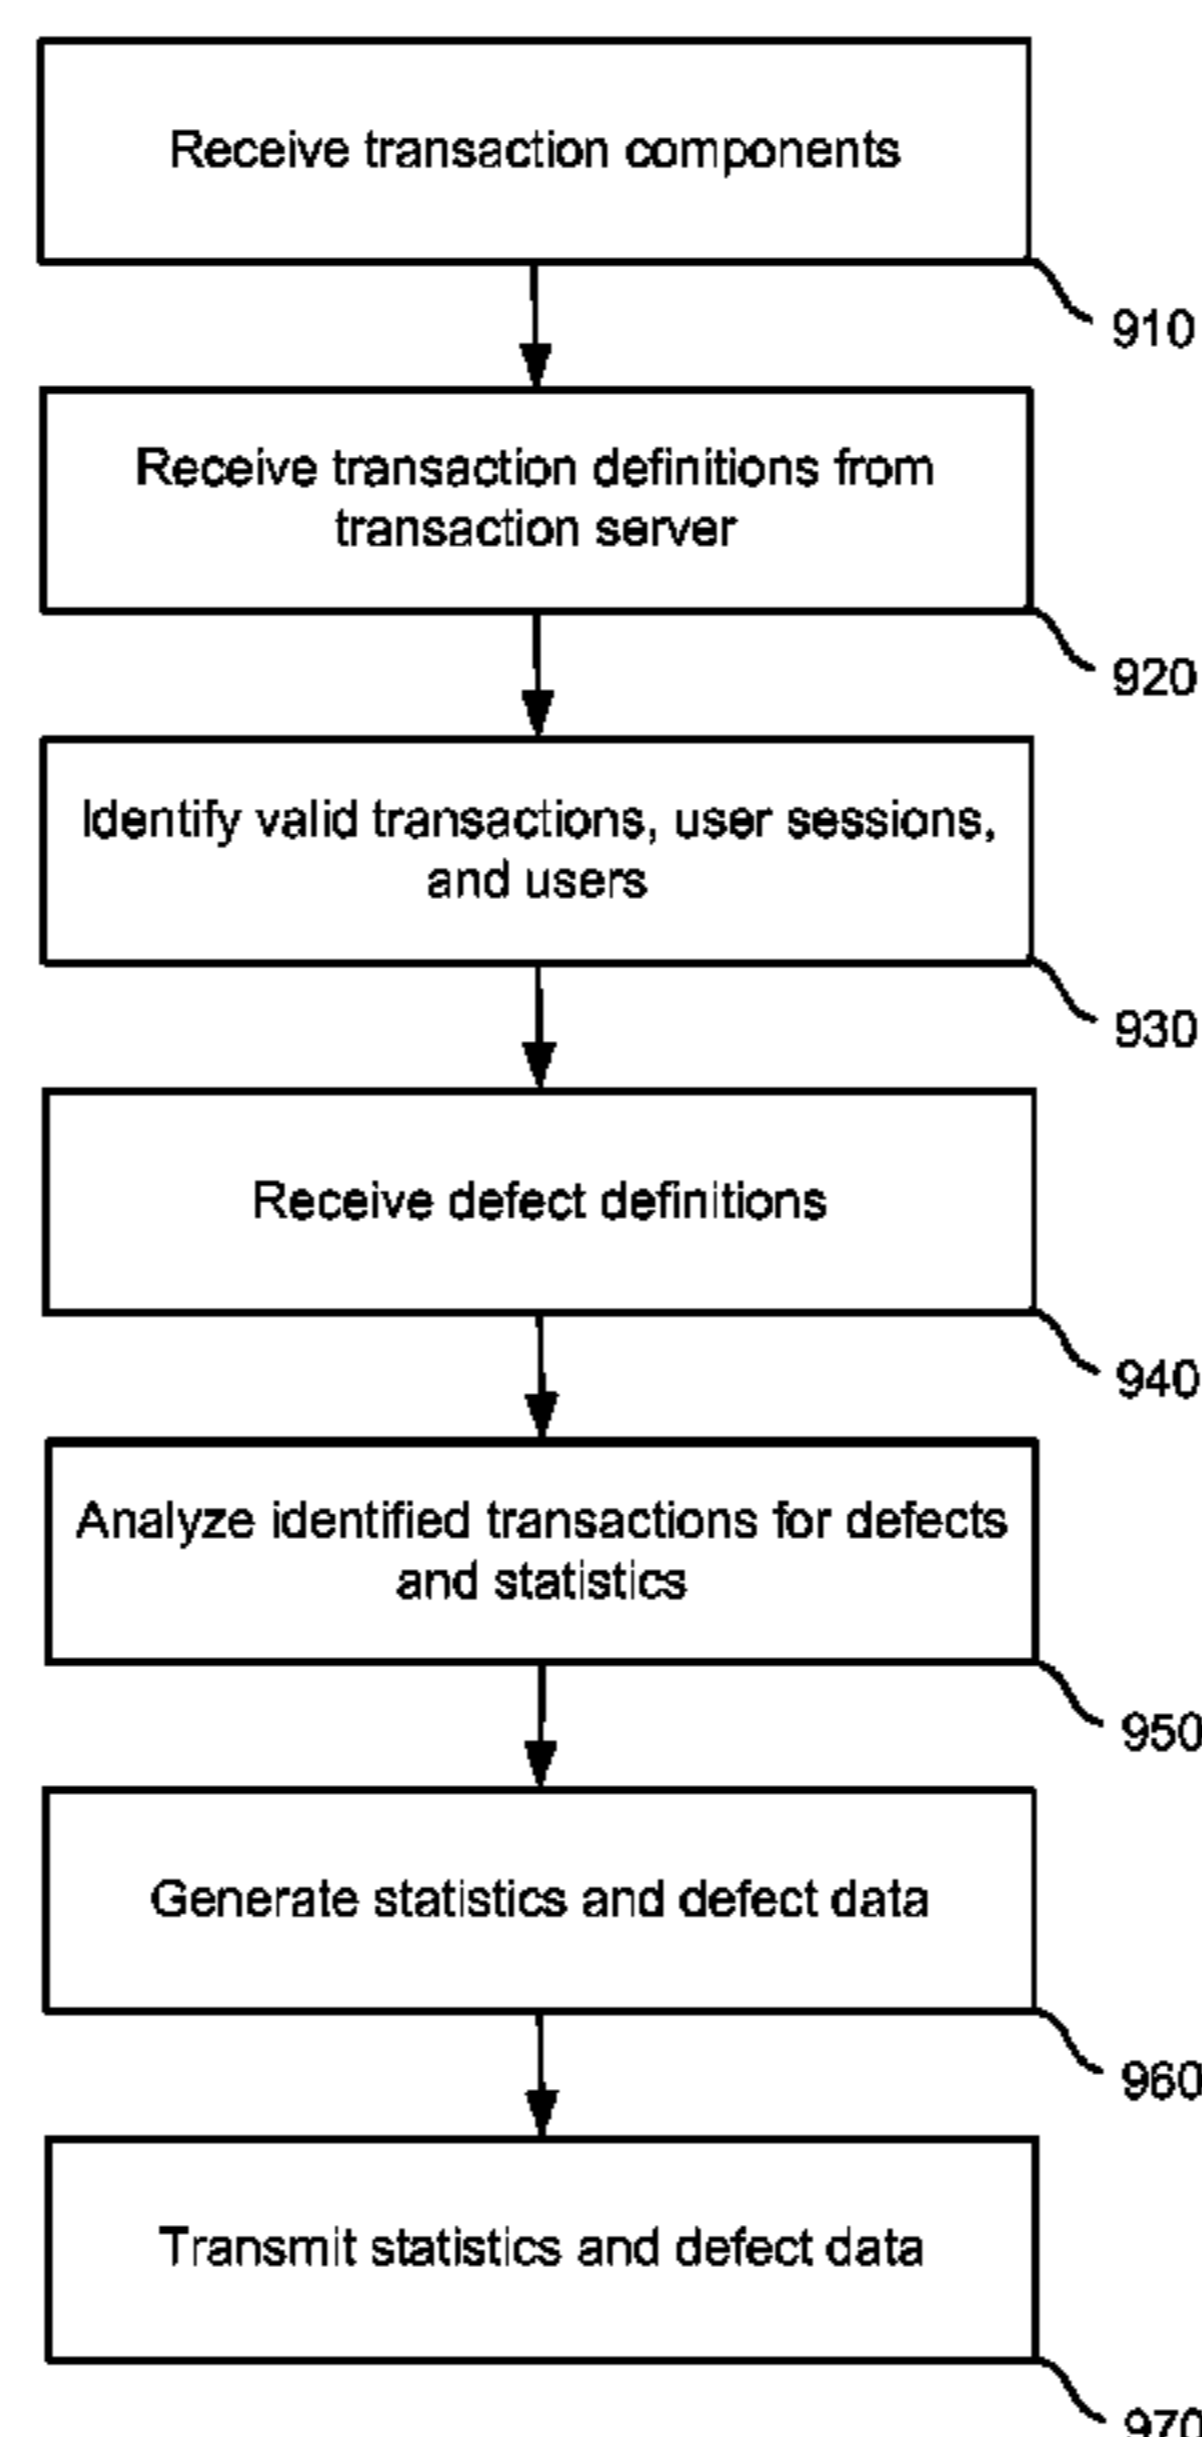 Receive transaction components
910
Receive transaction definitions from
transaction server
920
Identify valid transactions, user sessions,
and users
930
Receive defect definitions
940
Analyze identified transactions for defects
and statistics
950
Generate statistics and defect data
960
Transmit statistics and defect data
970